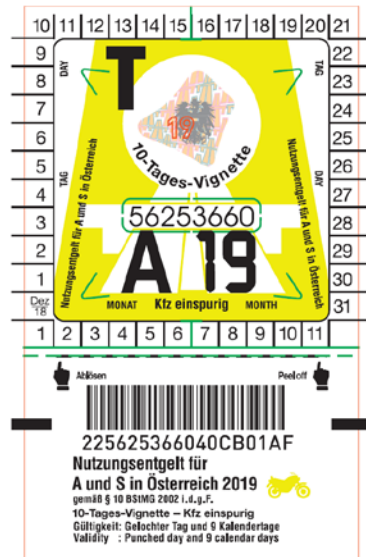 10 11 12 13 14 15 16 17 18 19 20 21
9 DAY T TAG 22
8 23
7 19 24
6 25
5 10-Tages-Vignette 26
4 TAG DAY 27
Nutzungsentgelt für A und S in Österreich
Nutzungsentgelt für A und S in Österreich
3 56253660 28
2 A 19 29
1 30
Dez 18 MONAT Kfz einspurig MONTH 31
1 2 3 4 5 6 7 8 9 10 11
Ablösen Peel off
225625366040CB01AF
Nutzungsentgelt für
A und S in Österreich 2019
gemäß § 10 BStMG 2002 i.d.g.F.
10-Tages-Vignette – Kfz einspurig
Gültigkeit: Gelochter Tag und 9 Kalendertage
Validity : Punched day and 9 calendar days